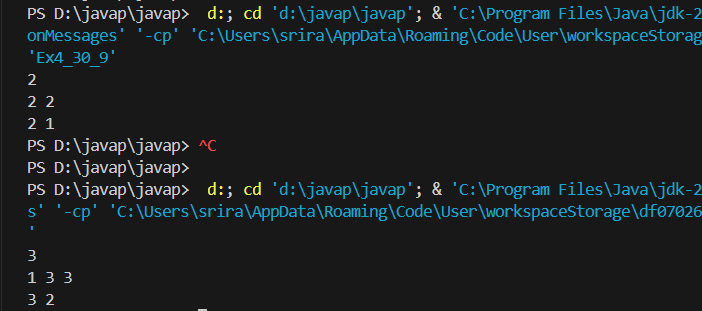 PS D:\javap\javap>  d:; cd 'd:\javap\javap'; & 'C:\Program Files\Java\jdk-2
onMessages' '-cp' 'C:\Users\srira\AppData\Roaming\Code\User\workspaceStorag
'Ex4_30_9'
2
2 2
2 1
PS D:\javap\javap> ^C
PS D:\javap\javap>
PS D:\javap\javap>  d:; cd 'd:\javap\javap'; & 'C:\Program Files\Java\jdk-2
s' '-cp' 'C:\Users\srira\AppData\Roaming\Code\User\workspaceStorage\df07026
'
3
1 3 3
3 2